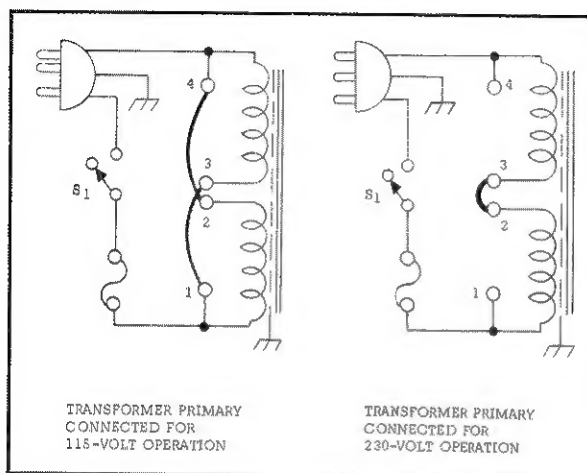 4
3
S1
2
1
TRANSFORMER PRIMARY
CONNECTED FOR
115-VOLT OPERATION
4
3
S1
2
1
TRANSFORMER PRIMARY
CONNECTED FOR
230-VOLT OPERATION